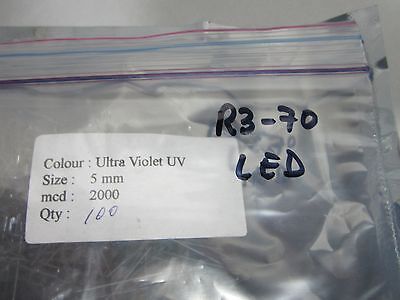 R3-70
LED
Colour : Ultra Violet UV
Size : 5 mm
mcd : 2000
Qty : 100